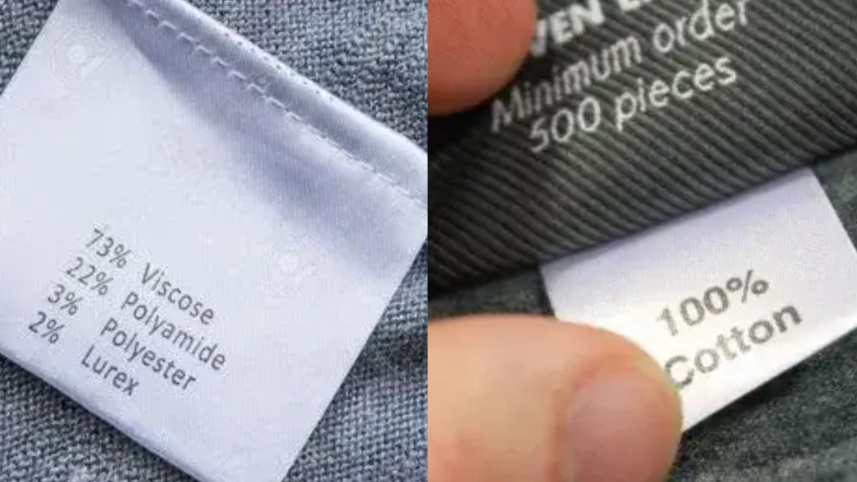 73% Viscose
22% Polyamide
3% Polyester
2% Lurex
Minimum order
500 pieces
100%
Cotton